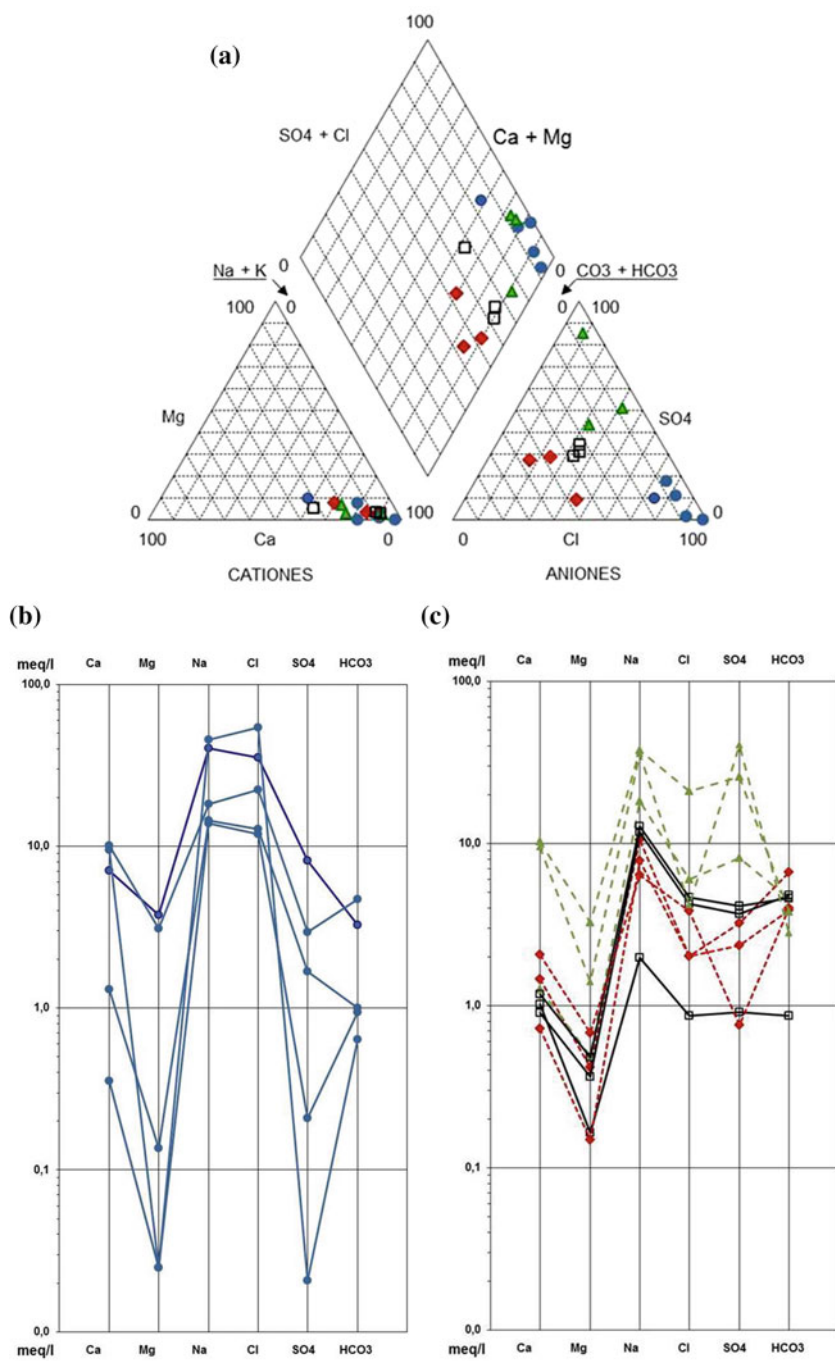 (a)
100
SO4 + Cl
Ca + Mg
Na + K
0
0
CO3 + HCO3
100
0
0
100
Mg
SO4
0
100
0
100
Ca
0
0
Cl
100
CATIONES
ANIONES
(b)
(c)
meq/l
Ca
Mg
Na
Cl
SO4
HCO3
100,0
10,0
1,0
0,1
0,0
meq/l
Ca
Mg
Na
Cl
SO4
HCO3
meq/l
Ca
Mg
Na
Cl
SO4
HCO3
100,0
10,0
1,0
0,1
0,0
meq/l
Ca
Mg
Na
Cl
SO4
HCO3